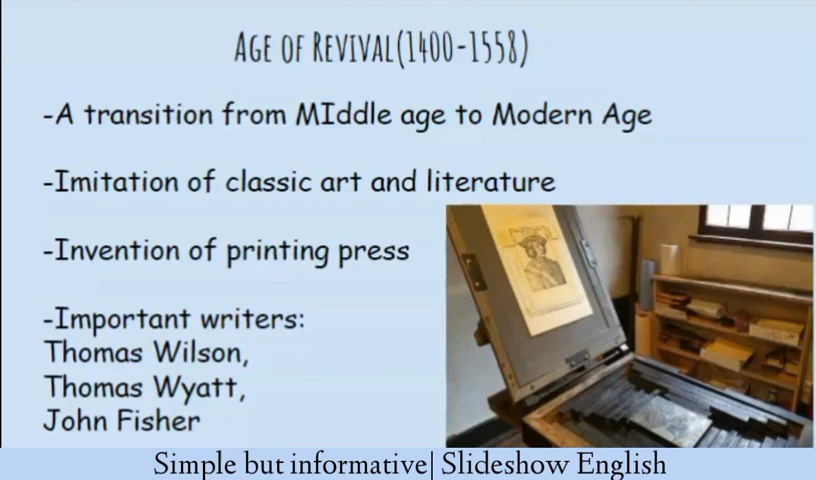 AGE OF REVIVAL(1400-1558)
-A transition from MIddle age to Modern Age
-Imitation of classic art and literature
-Invention of printing press
-Important writers:
Thomas Wilson,
Thomas Wyatt,
John Fisher
Simple but informative| Slideshow English